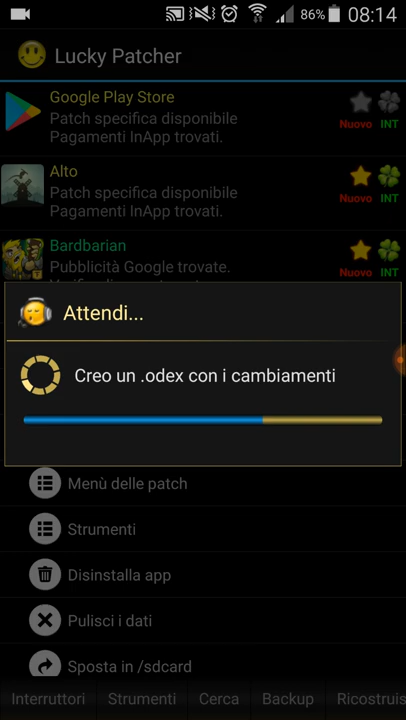 86% 08:14
Lucky Patcher
Google Play Store
Patch specifica disponibile
Pagamenti InApp trovati.
Nuovo INT
Alto
Patch specifica disponibile
Pagamenti InApp trovati.
Nuovo INT
Bardbarian
Pubblicità Google trovate.
Nuovo INT
Attendi...
Creo un .odex con i cambiamenti
Menù delle patch
Strumenti
Disinstalla app
Pulisci i dati
Sposta in /sdcard
Interruttori Strumenti Cerca Backup Ricostruis